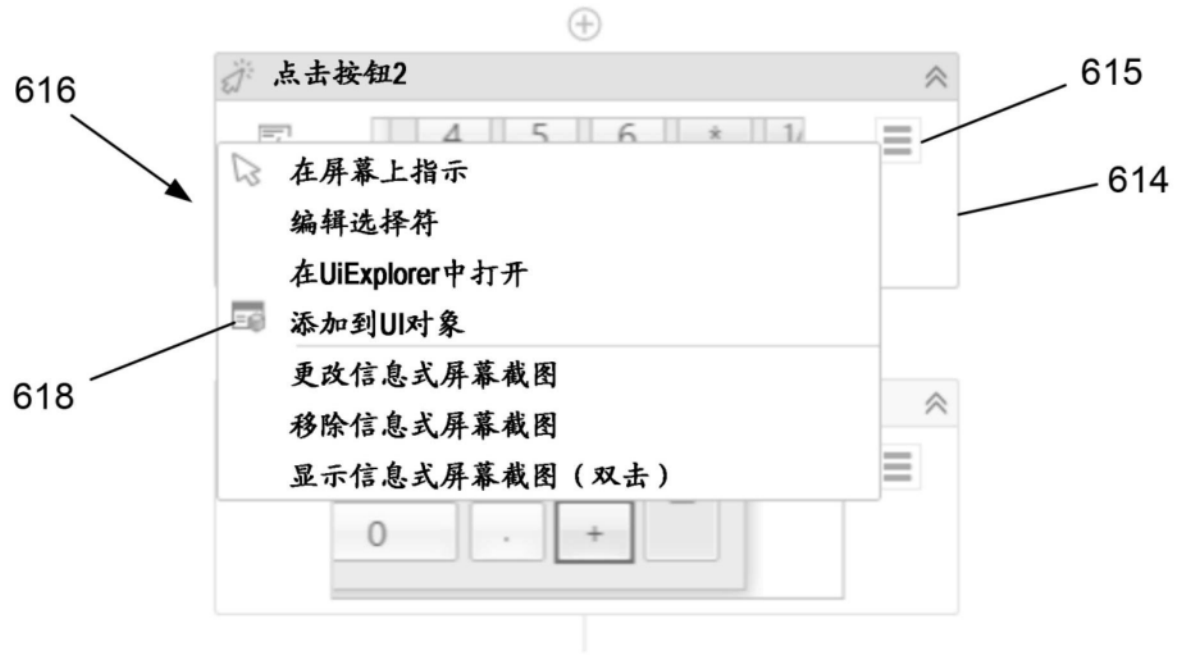 点击按钮2
615
616
4 5 6 *
614
在屏幕上指示
编辑选择符
在UiExplorer中打开
添加到UI对象
618
更改信息式屏幕截图
移除信息式屏幕截图
显示信息式屏幕截图（双击）
0 . +